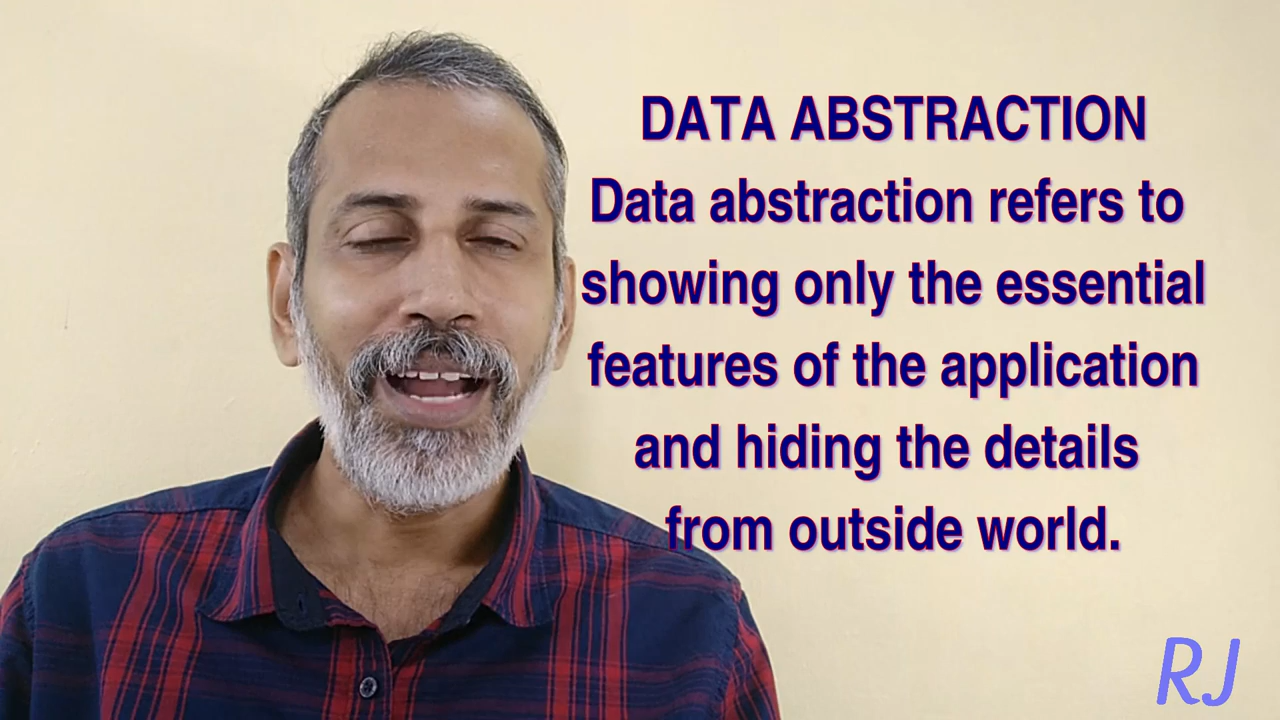 DATA ABSTRACTION
Data abstraction refers to
showing only the essential
features of the application
and hiding the details
from outside world.
RJ